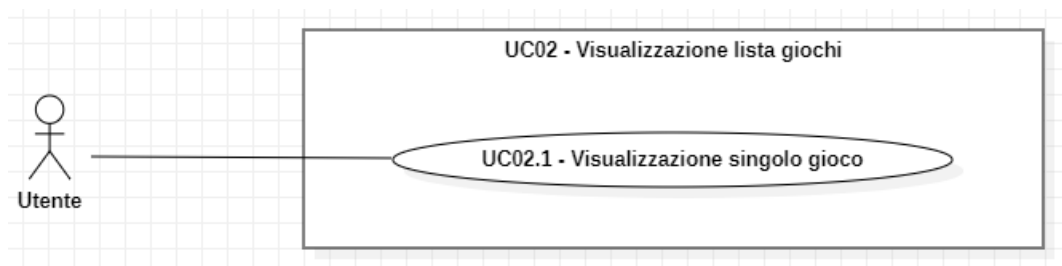 UC02 - Visualizzazione lista giochi
UC02.1 - Visualizzazione singolo gioco
Utente